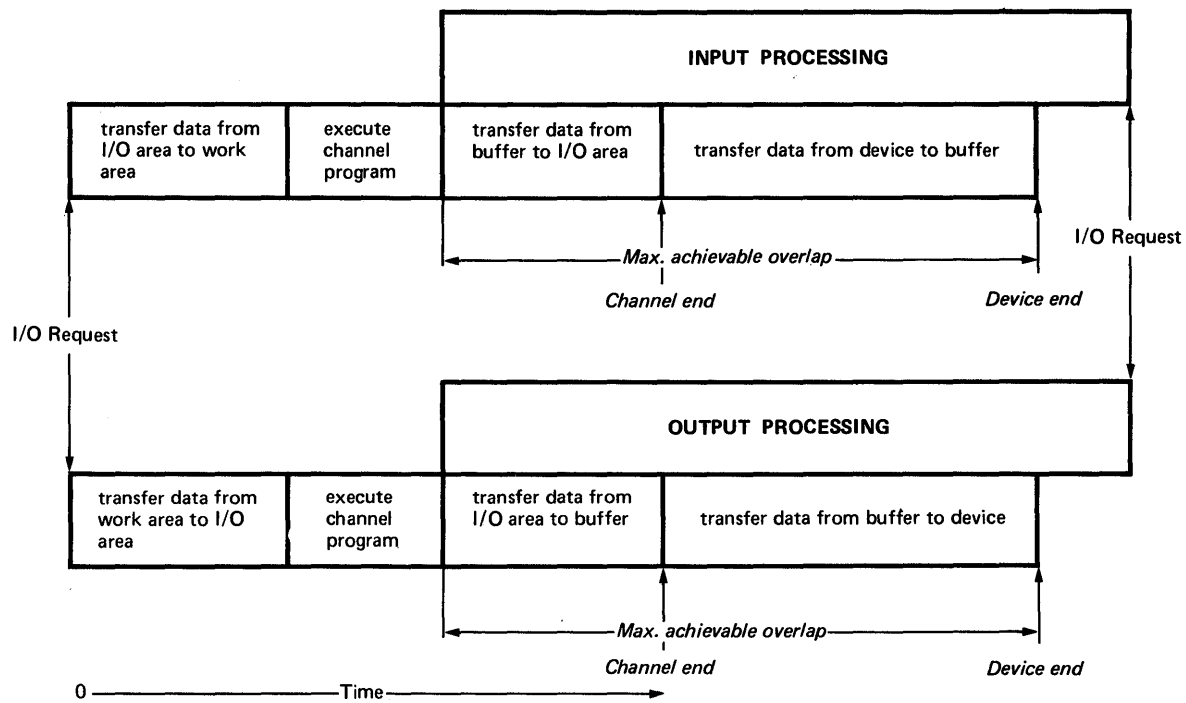 INPUT PROCESSING
transfer data from
I/O area to work
area
execute
channel
program
transfer data from
buffer to I/O area
transfer data from device to buffer
I/O Request
Max. achievable overlap
Channel end
Device end
I/O Request
OUTPUT PROCESSING
transfer data from
work area to I/O
area
execute
channel
program
transfer data from
I/O area to buffer
transfer data from buffer to device
Max. achievable overlap
Channel end
Device end
0
Time